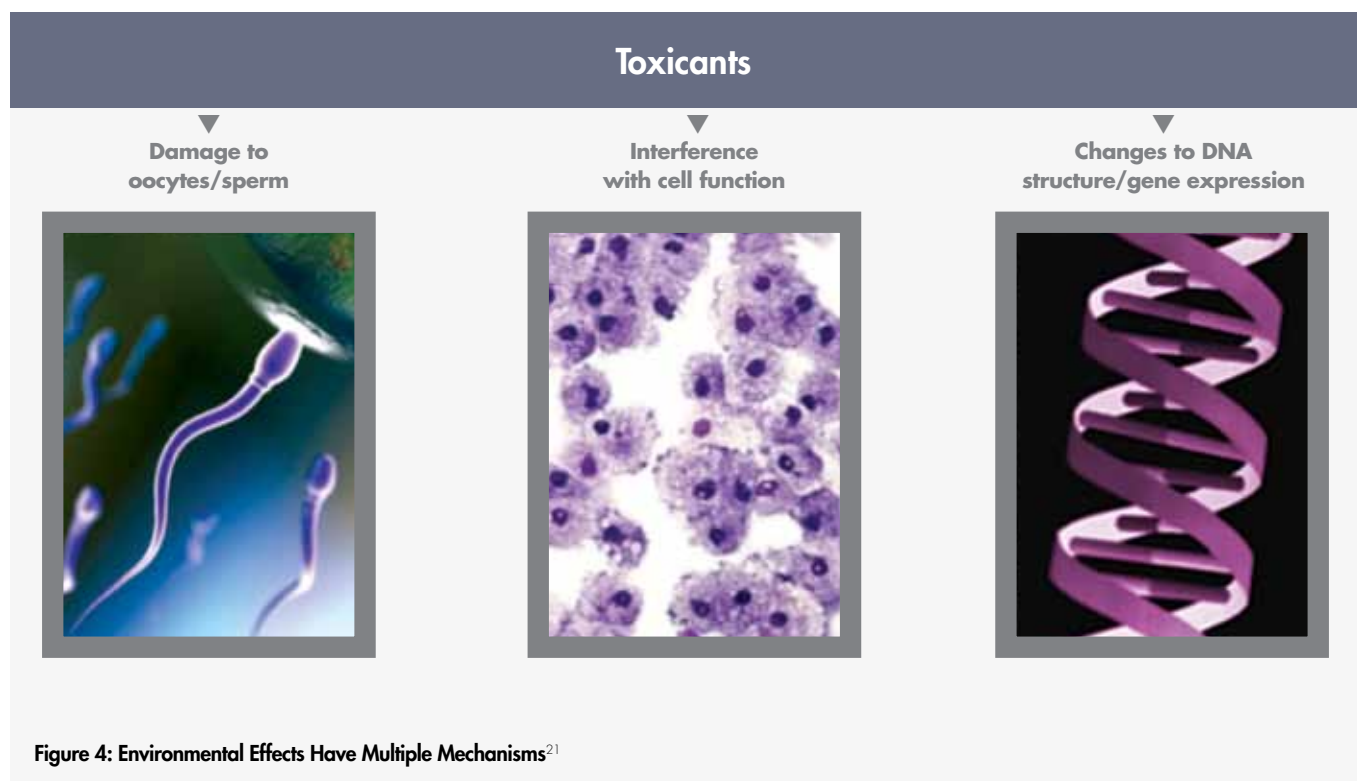 Toxicants
Damage to
oocytes/sperm
Interference
with cell function
Changes to DNA
structure/gene expression
Figure 4: Environmental Effects Have Multiple Mechanisms21